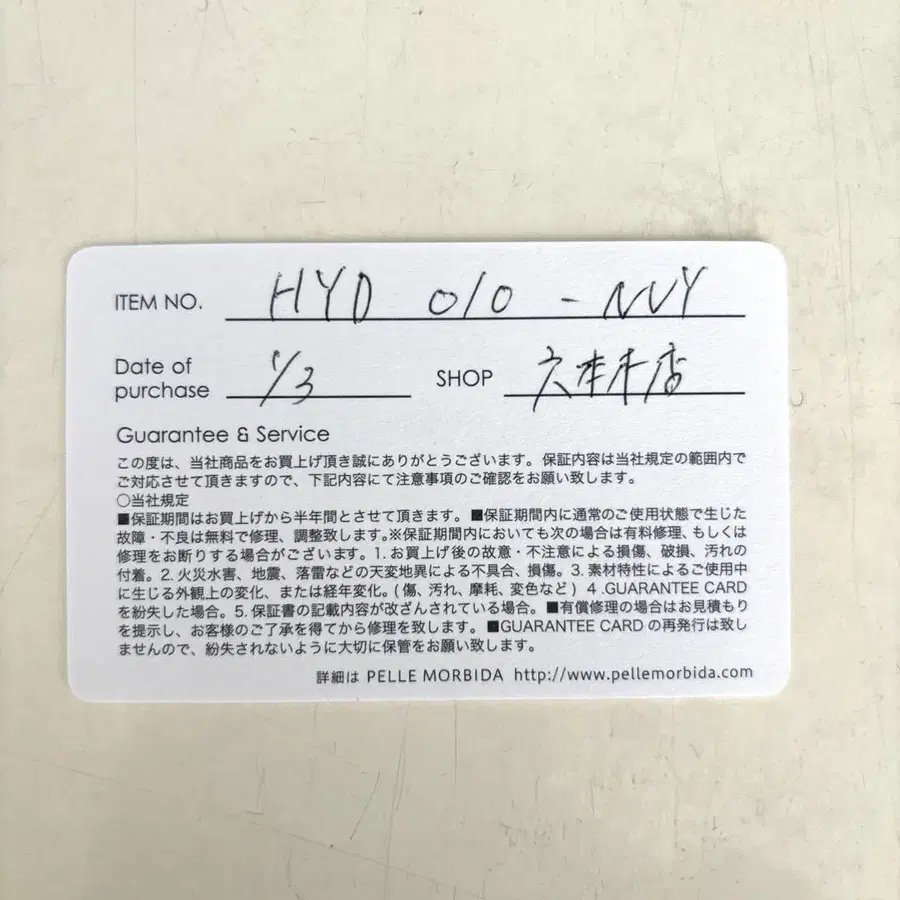 ITEM NO. HYD 010 - NVY
Date of purchase 1/3 SHOP 六本木店
Guarantee & Service
この度は、当社商品をお買上げ頂き誠にありがとうございます。保証内容は当社規定の範囲内で
ご対応させて頂きますので、下記内容にて注意事項のご確認をお願い致します。
○当社規定
■保証期間はお買上げから半年間とさせて頂きます。■保証期間内に通常のご使用状態で生じた
故障・不良は無料で修理、調整致します。※保証期間内においても次の場合は有料修理、もしくは
修理をお断りする場合がございます。1. お買上げ後の故意・不注意による損傷、破損、汚れの
付着。2. 火災水害、地震、落雷などの天変地異による不具合、損傷。3. 素材特性によるご使用中
に生じる外観上の変化、または経年変化。(傷、汚れ、摩耗、変色など) 4 .GUARANTEE CARD
を紛失した場合。5. 保証書の記載内容が改ざんされている場合。■有償修理の場合はお見積もり
を提示し、お客様のご了承を得てから修理を致します。■GUARANTEE CARD の再発行は致し
ませんので、紛失されないように大切に保管をお願い致します。
詳細は PELLE MORBIDA http://www.pellemorbida.com